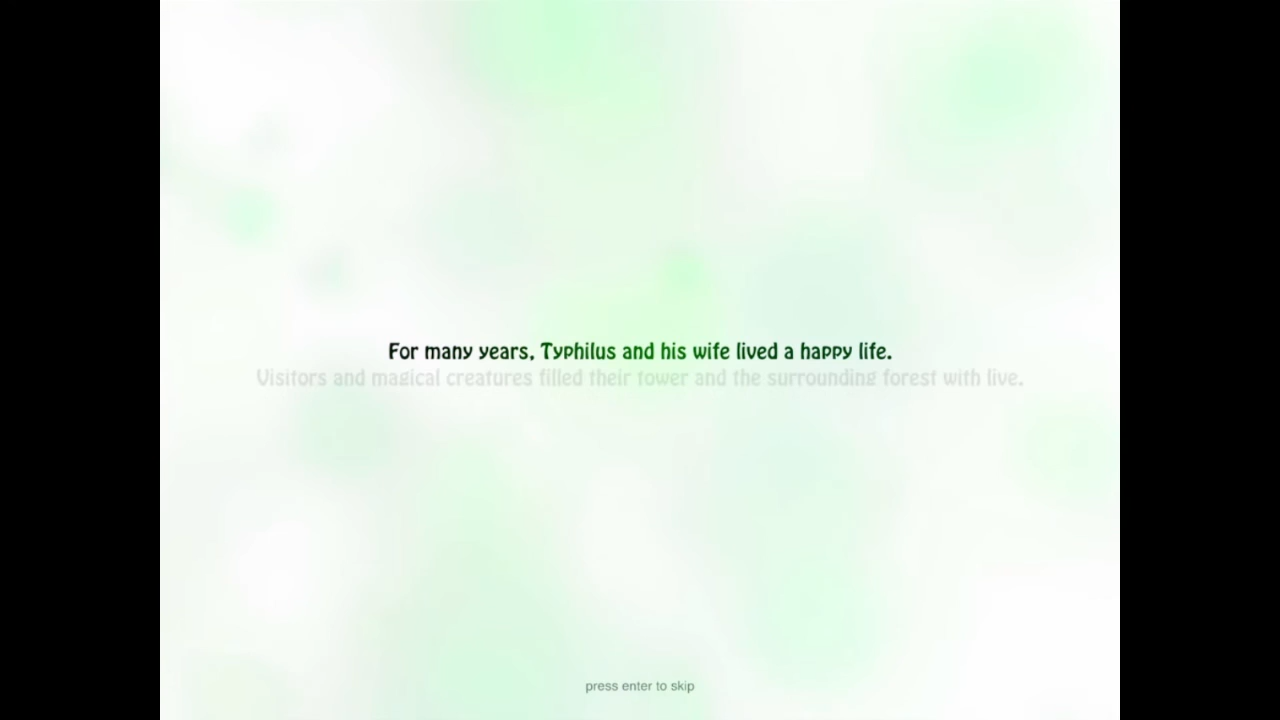 For many years, Typhilus and his wife lived a happy life.
Visitors and magical creatures filled their tower and the surrounding forest with live.
press enter to skip